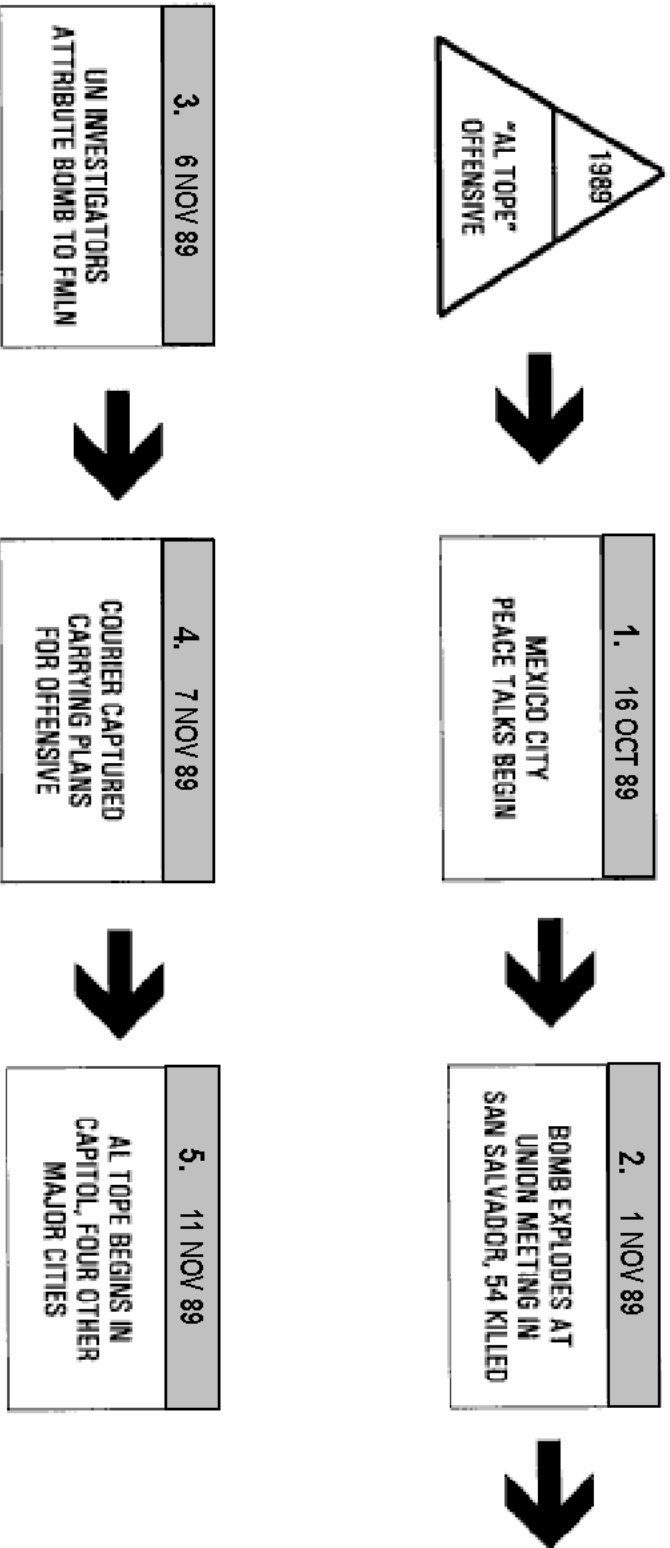 1989
"AL TOPE"
OFFENSIVE
1. 16 OCT 89
MEXICO CITY
PEACE TALKS BEGIN
2. 1 NOV 89
BOMB EXPLODES AT
UNION MEETING IN
SAN SALVADOR, 54 KILLED
3. 6 NOV 89
UN INVESTIGATORS
ATTRIBUTE BOMB TO FMLN
4. 7 NOV 89
COURIER CAPTURED
CARRYING PLANS
FOR OFFENSIVE
5. 11 NOV 89
AL TOPE BEGINS IN
CAPITOL, FOUR OTHER
MAJOR CITIES